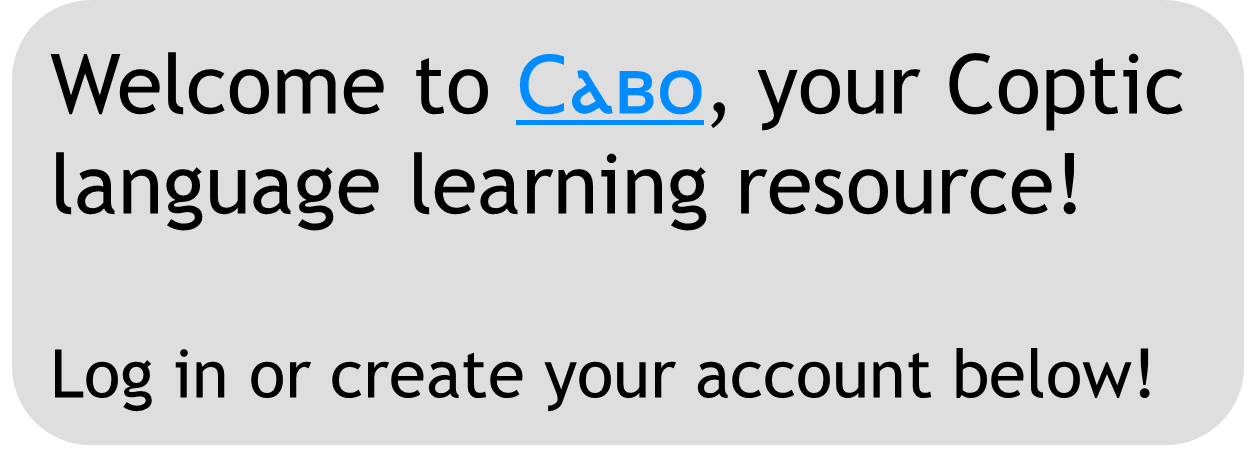 Welcome to Ⲥⲁⲃⲟ, your Coptic
language learning resource!
Log in or create your account below!